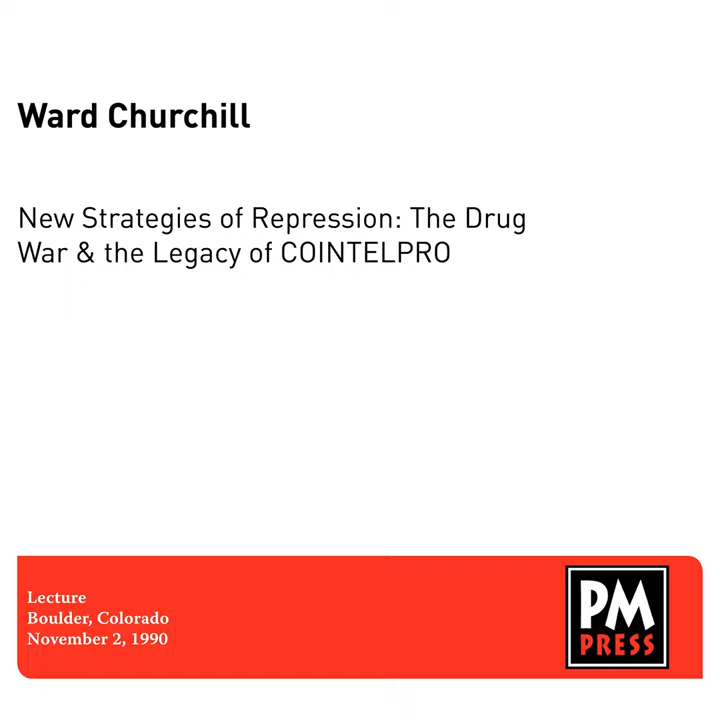 Ward Churchill
New Strategies of Repression: The Drug
War & the Legacy of COINTELPRO
Lecture
Boulder, Colorado
November 2, 1990
PM
PRESS